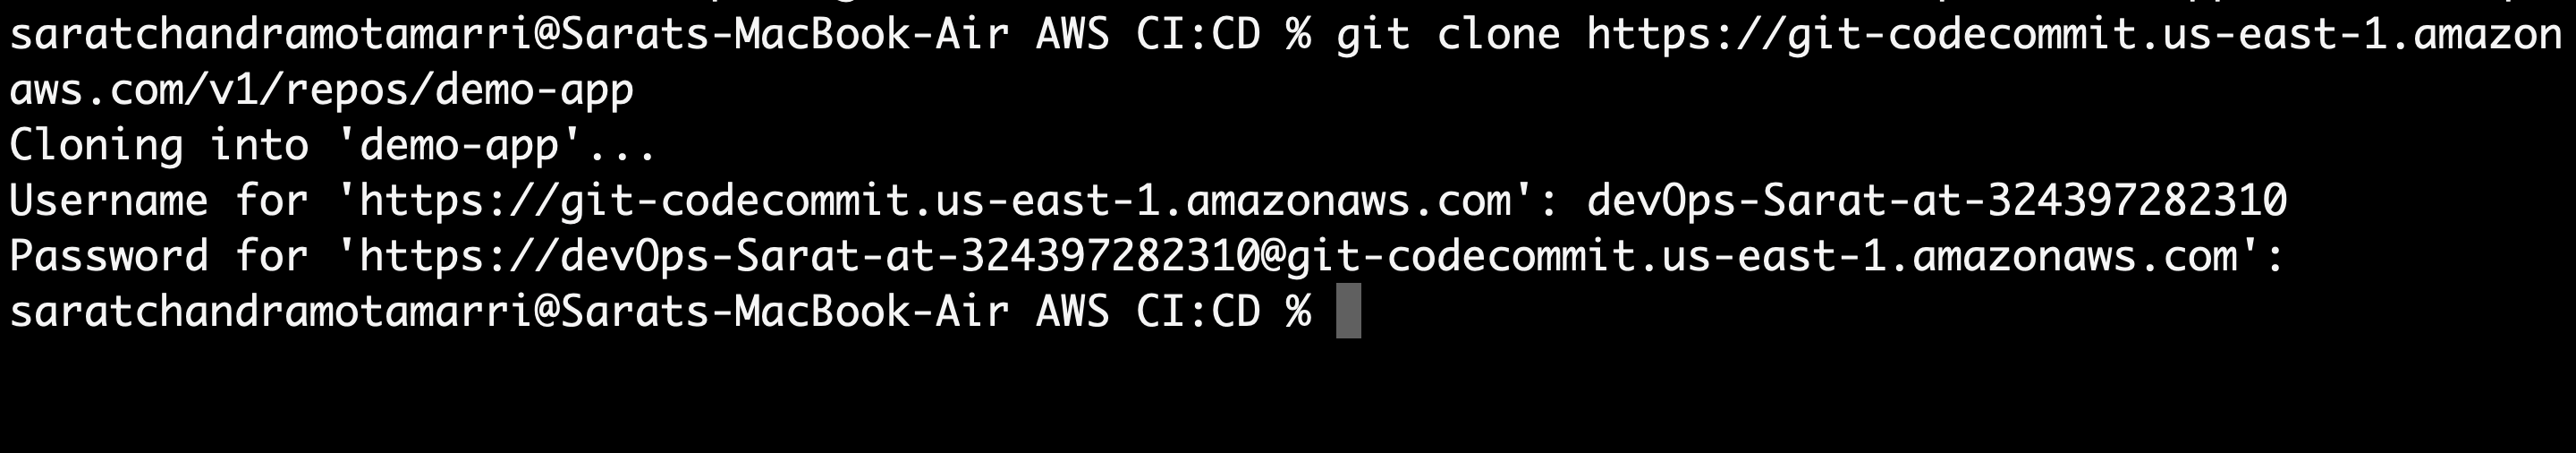 saratchandramotamarri@Sarats-MacBook-Air AWS CI:CD % git clone https://git-codecommit.us-east-1.amazon
aws.com/v1/repos/demo-app
Cloning into 'demo-app'...
Username for 'https://git-codecommit.us-east-1.amazonaws.com': devOps-Sarat-at-324397282310
Password for 'https://devOps-Sarat-at-324397282310@git-codecommit.us-east-1.amazonaws.com':
saratchandramotamarri@Sarats-MacBook-Air AWS CI:CD %